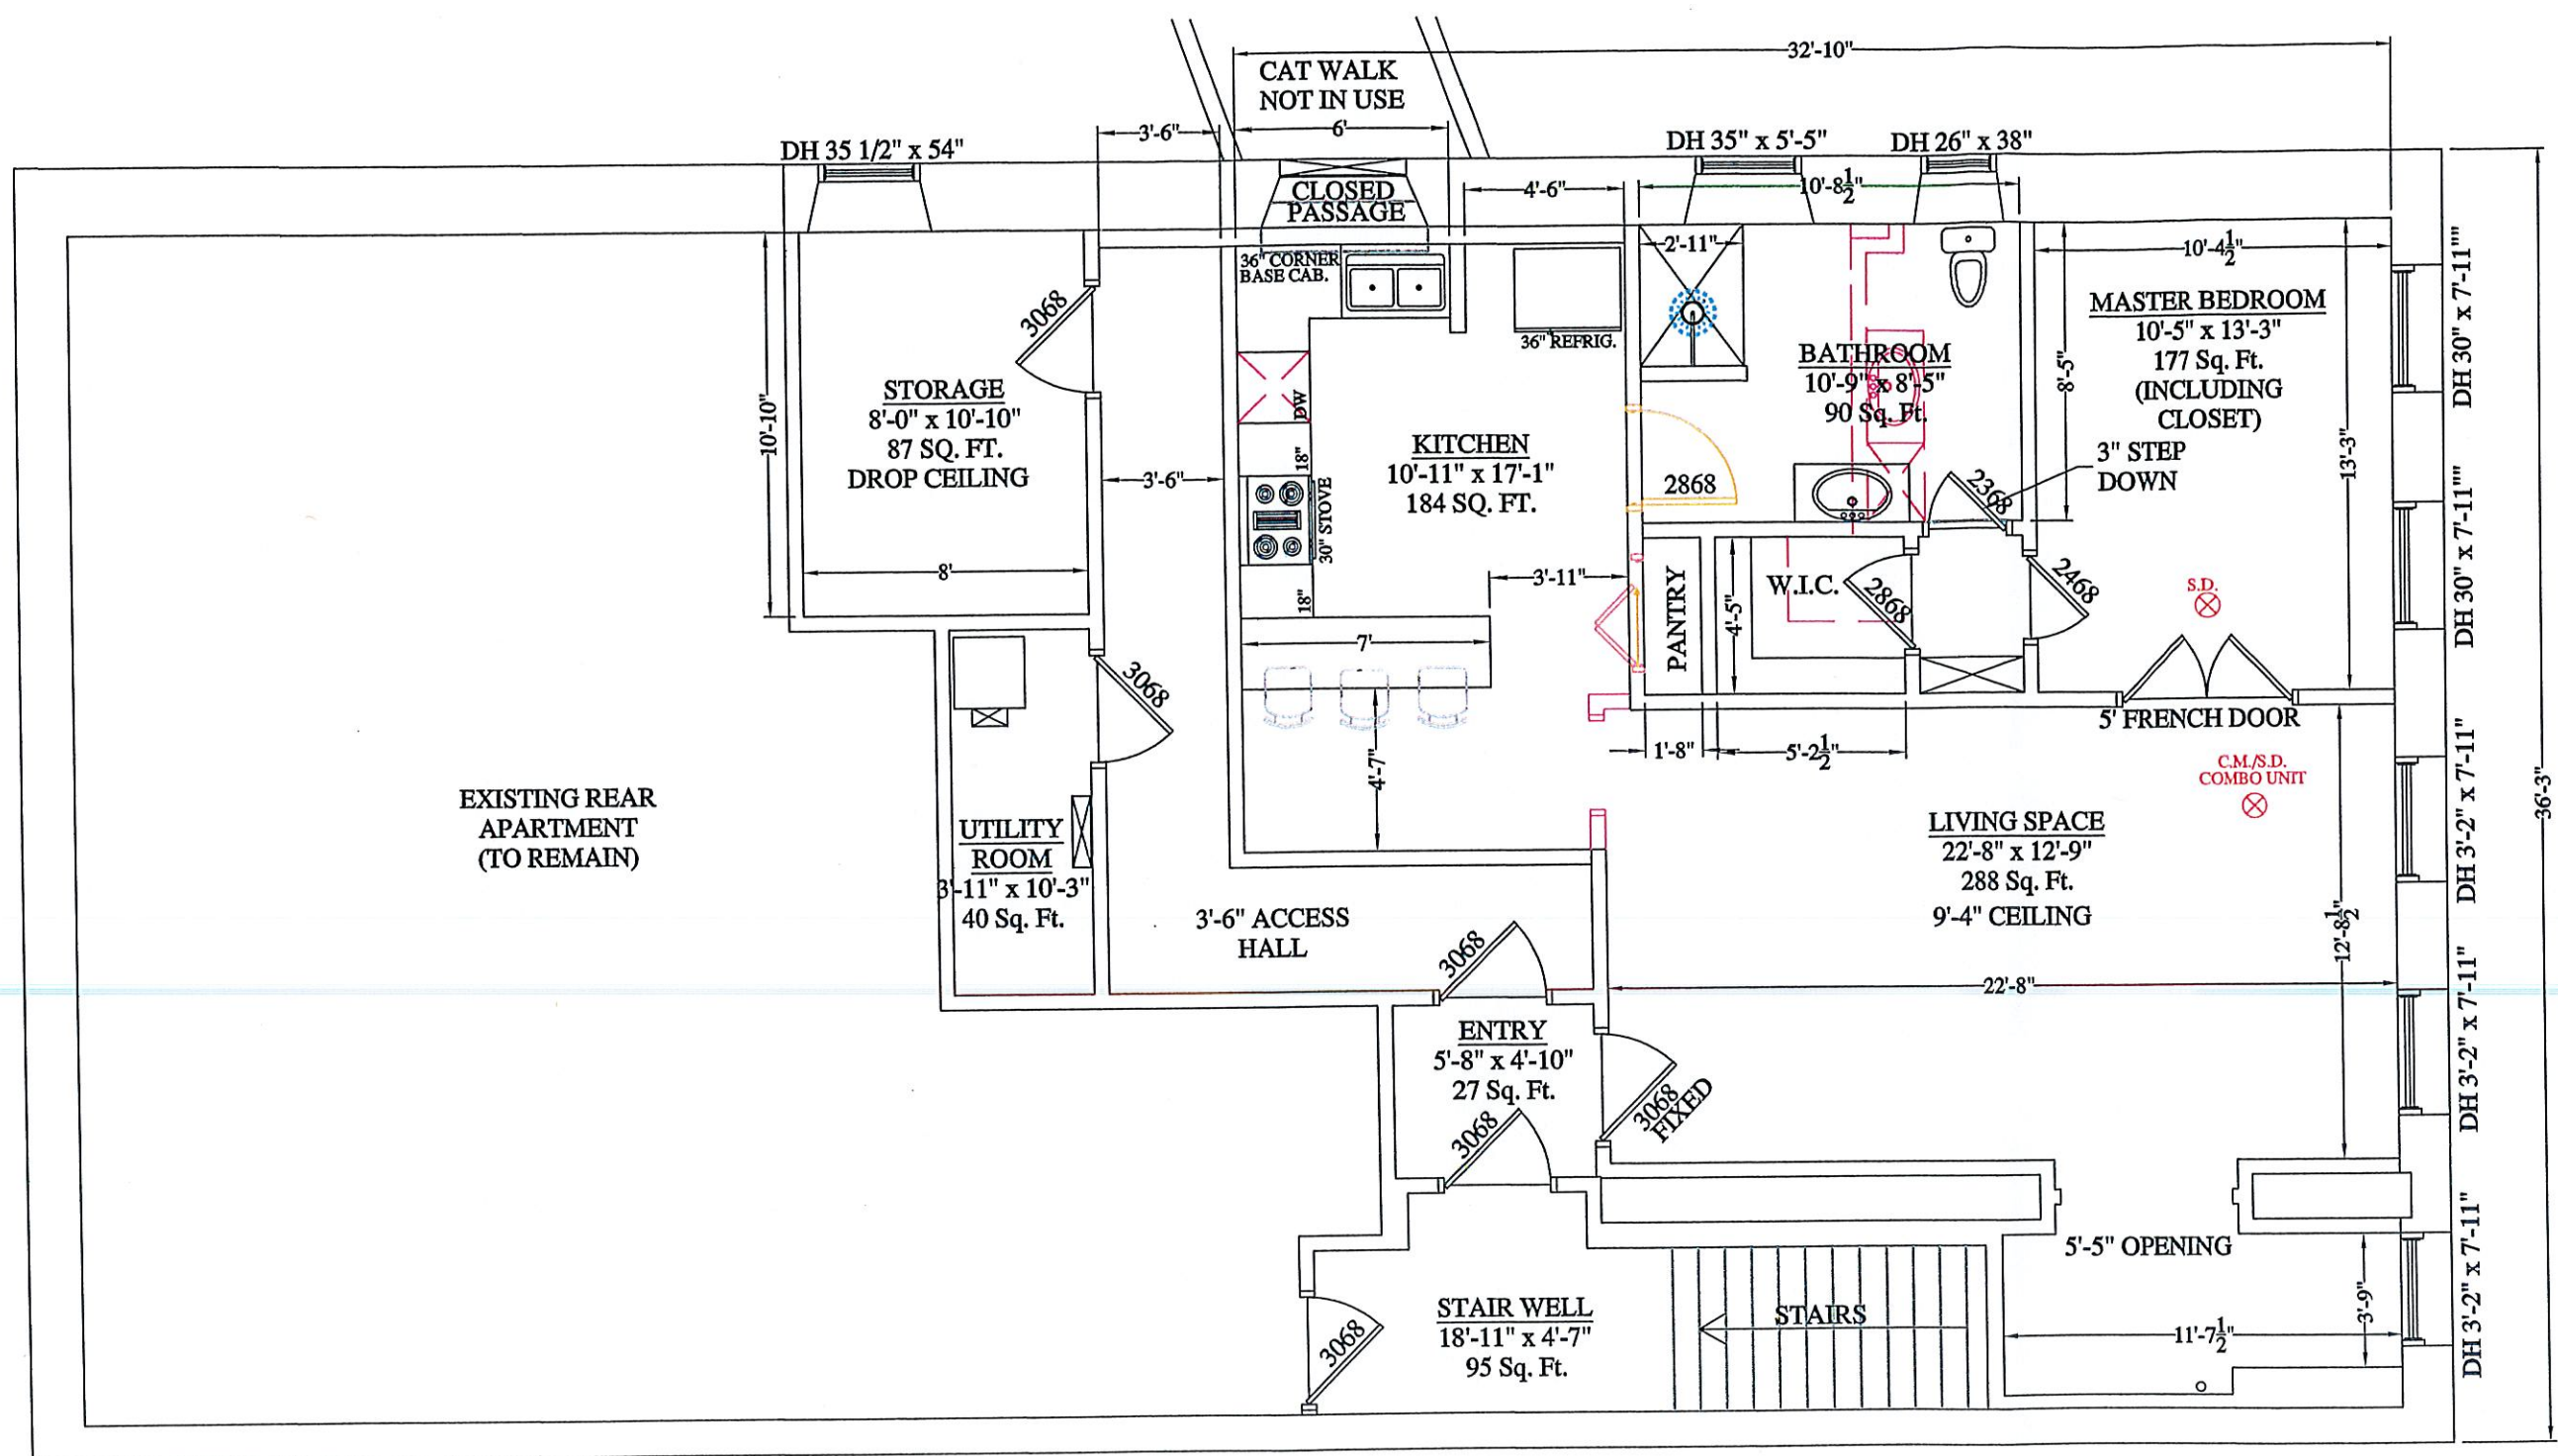 32'-10"
CAT WALK
NOT IN USE
3'-6"
6'
DH 35 1/2" x 54"
DH 35" x 5'-5"
DH 26" x 38"
CLOSED
PASSAGE
4'-6"
10'-8½"
2'-11"
10'-4½"
36" CORNER
BASE CAB.
36" REFRIG.
3068
MASTER BEDROOM
10'-5" x 13'-3"
177 Sq. Ft.
(INCLUDING
CLOSET)
3" STEP
DOWN
DH 30" x 7'-11""
BATHROOM
10'-9" x 8'-5"
90 Sq. Ft.
8'-5"
13'-3"
STORAGE
8'-0" x 10'-10"
87 SQ. FT.
DROP CEILING
10'-10"
8'
3'-6"
DW
18"
30" STOVE
18"
KITCHEN
10'-11" x 17'-1"
184 SQ. FT.
2868
2368
3'-11"
7'
PANTRY
4'-5"
W.I.C.
2868
2468
S.D.
DH 30" x 7'-11""
3068
5' FRENCH DOOR
1'-8"
5'-2½"
4'-7"
C.M./S.D.
COMBO UNIT
DH 3'-2" x 7'-11"
36'-3"
EXISTING REAR
APARTMENT
(TO REMAIN)
UTILITY
ROOM
3'-11" x 10'-3"
40 Sq. Ft.
LIVING SPACE
22'-8" x 12'-9"
288 Sq. Ft.
9'-4" CEILING
12'-8½"
3'-6" ACCESS
HALL
3068
22'-8"
DH 3'-2" x 7'-11"
ENTRY
5'-8" x 4'-10"
27 Sq. Ft.
3068
FIXED
3068
5'-5" OPENING
DH 3'-2" x 7'-11"
3'-9"
STAIR WELL
18'-11" x 4'-7"
95 Sq. Ft.
STAIRS
11'-7½"
3068